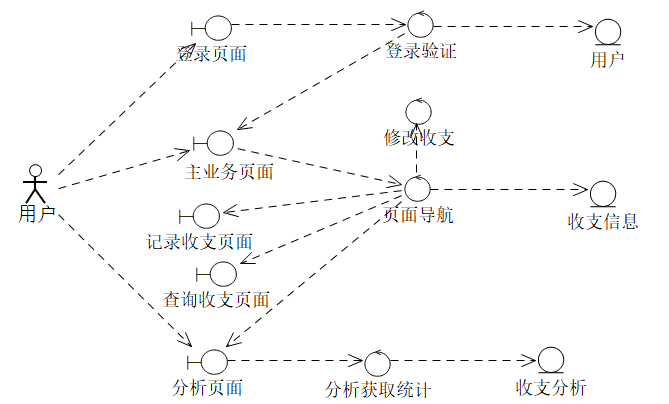 登录页面
登录验证
用户
修改收支
主业务页面
用户
页面导航
收支信息
记录收支页面
查询收支页面
分析页面
分析获取统计
收支分析